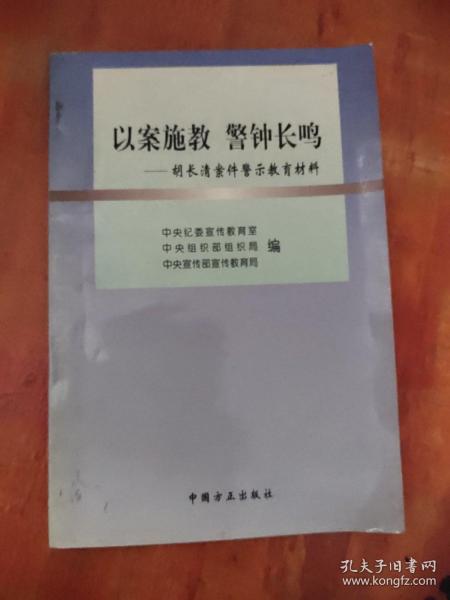 以案施教 警钟长鸣
——胡长清案件警示教育材料
中央纪委宣传教育室
中央组织部组织局 编
中央宣传部宣传教育局
中国方正出版社
孔夫子旧书网
www.kongfz.com